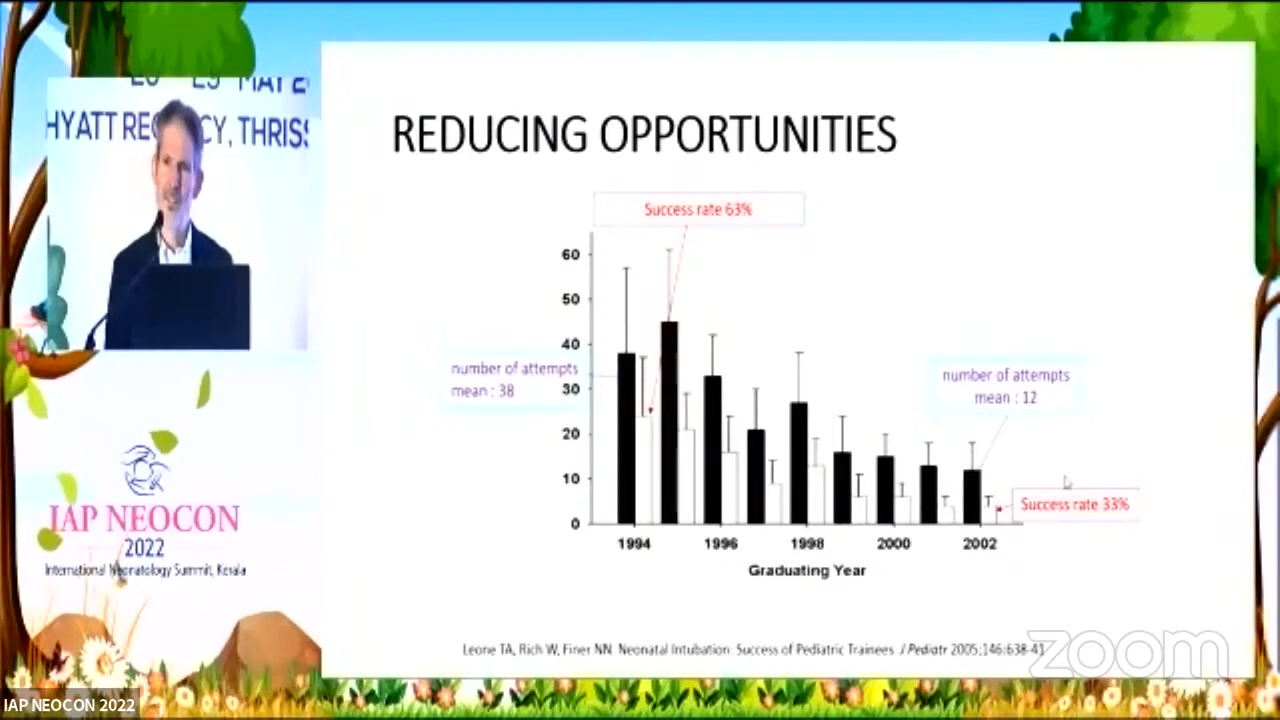 HYATT REG CY, THRISS
REDUCING OPPORTUNITIES
Success rate 63%
60
50
40
30
20
10
0
number of attempts
mean : 38
number of attempts
mean : 12
Success rate 33%
1994 1996 1998 2000 2002
Graduating Year
Leone TA, Rich W, Finer NN. Neonatal Intubation: Success of Pediatric Trainees. J Pediatr 2005;146:638-41
IAP NEOCON
2022
International Neonatology Summit, Kerala
zoom
IAP NEOCON 2022